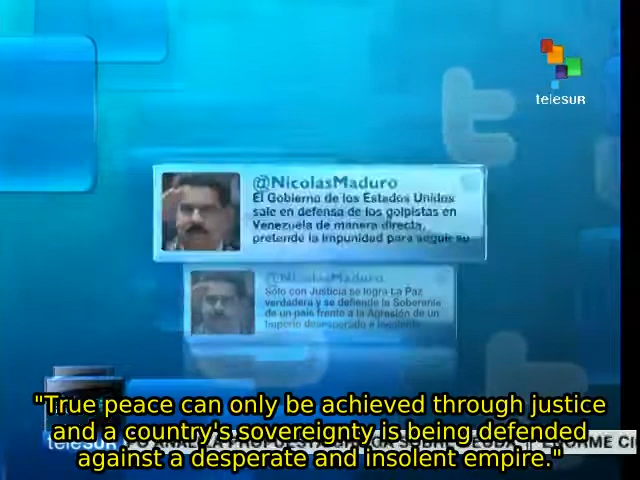 telesur
@NicolasMaduro
El Gobierno de los Estados Unidos
sale en defensa de los golpistas en
Venezuela de manera directa,
pretende la Impunidad para seguir su
@NicolasMaduro
Sólo con Justicia se logra La Paz
verdadera y se defiende la Soberanía
de un país frente a la Agresión de un
Imperio desesperado e Insolente
"True peace can only be achieved through justice
and a country's sovereignty is being defended
against a desperate and insolent empire."
telesur